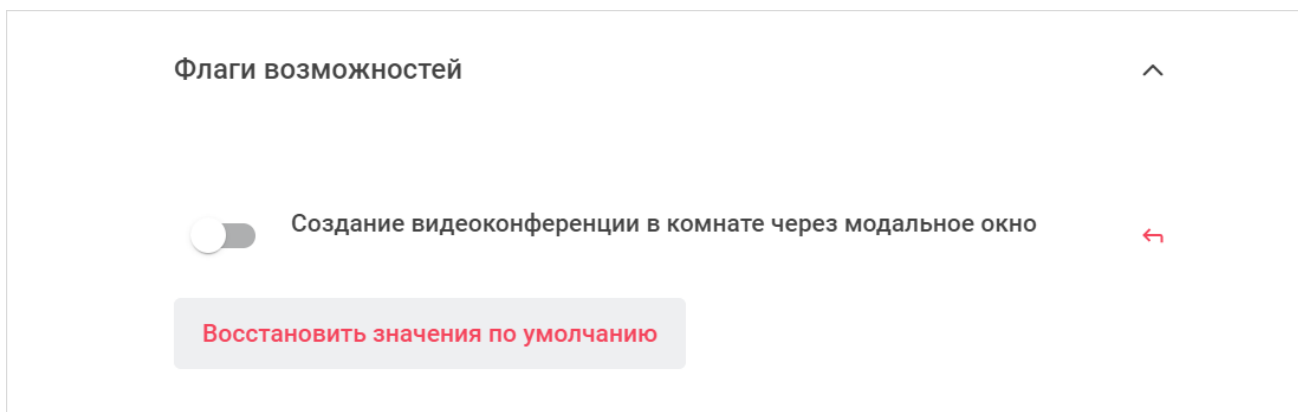 Флаги возможностей
Создание видеоконференции в комнате через модальное окно
Восстановить значения по умолчанию